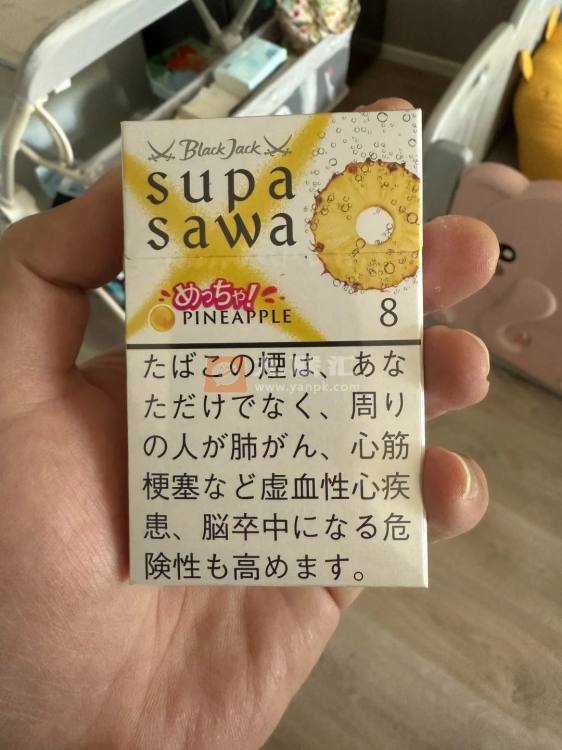 Black Jack
supa
sawa
めっちゃ!
PINEAPPLE
8
たばこの煙は、あな
ただけでなく、周り
の人が肺がん、心筋
梗塞など虚血性心疾
患、脳卒中になる危
険性も高めます。
www.yanpk.com